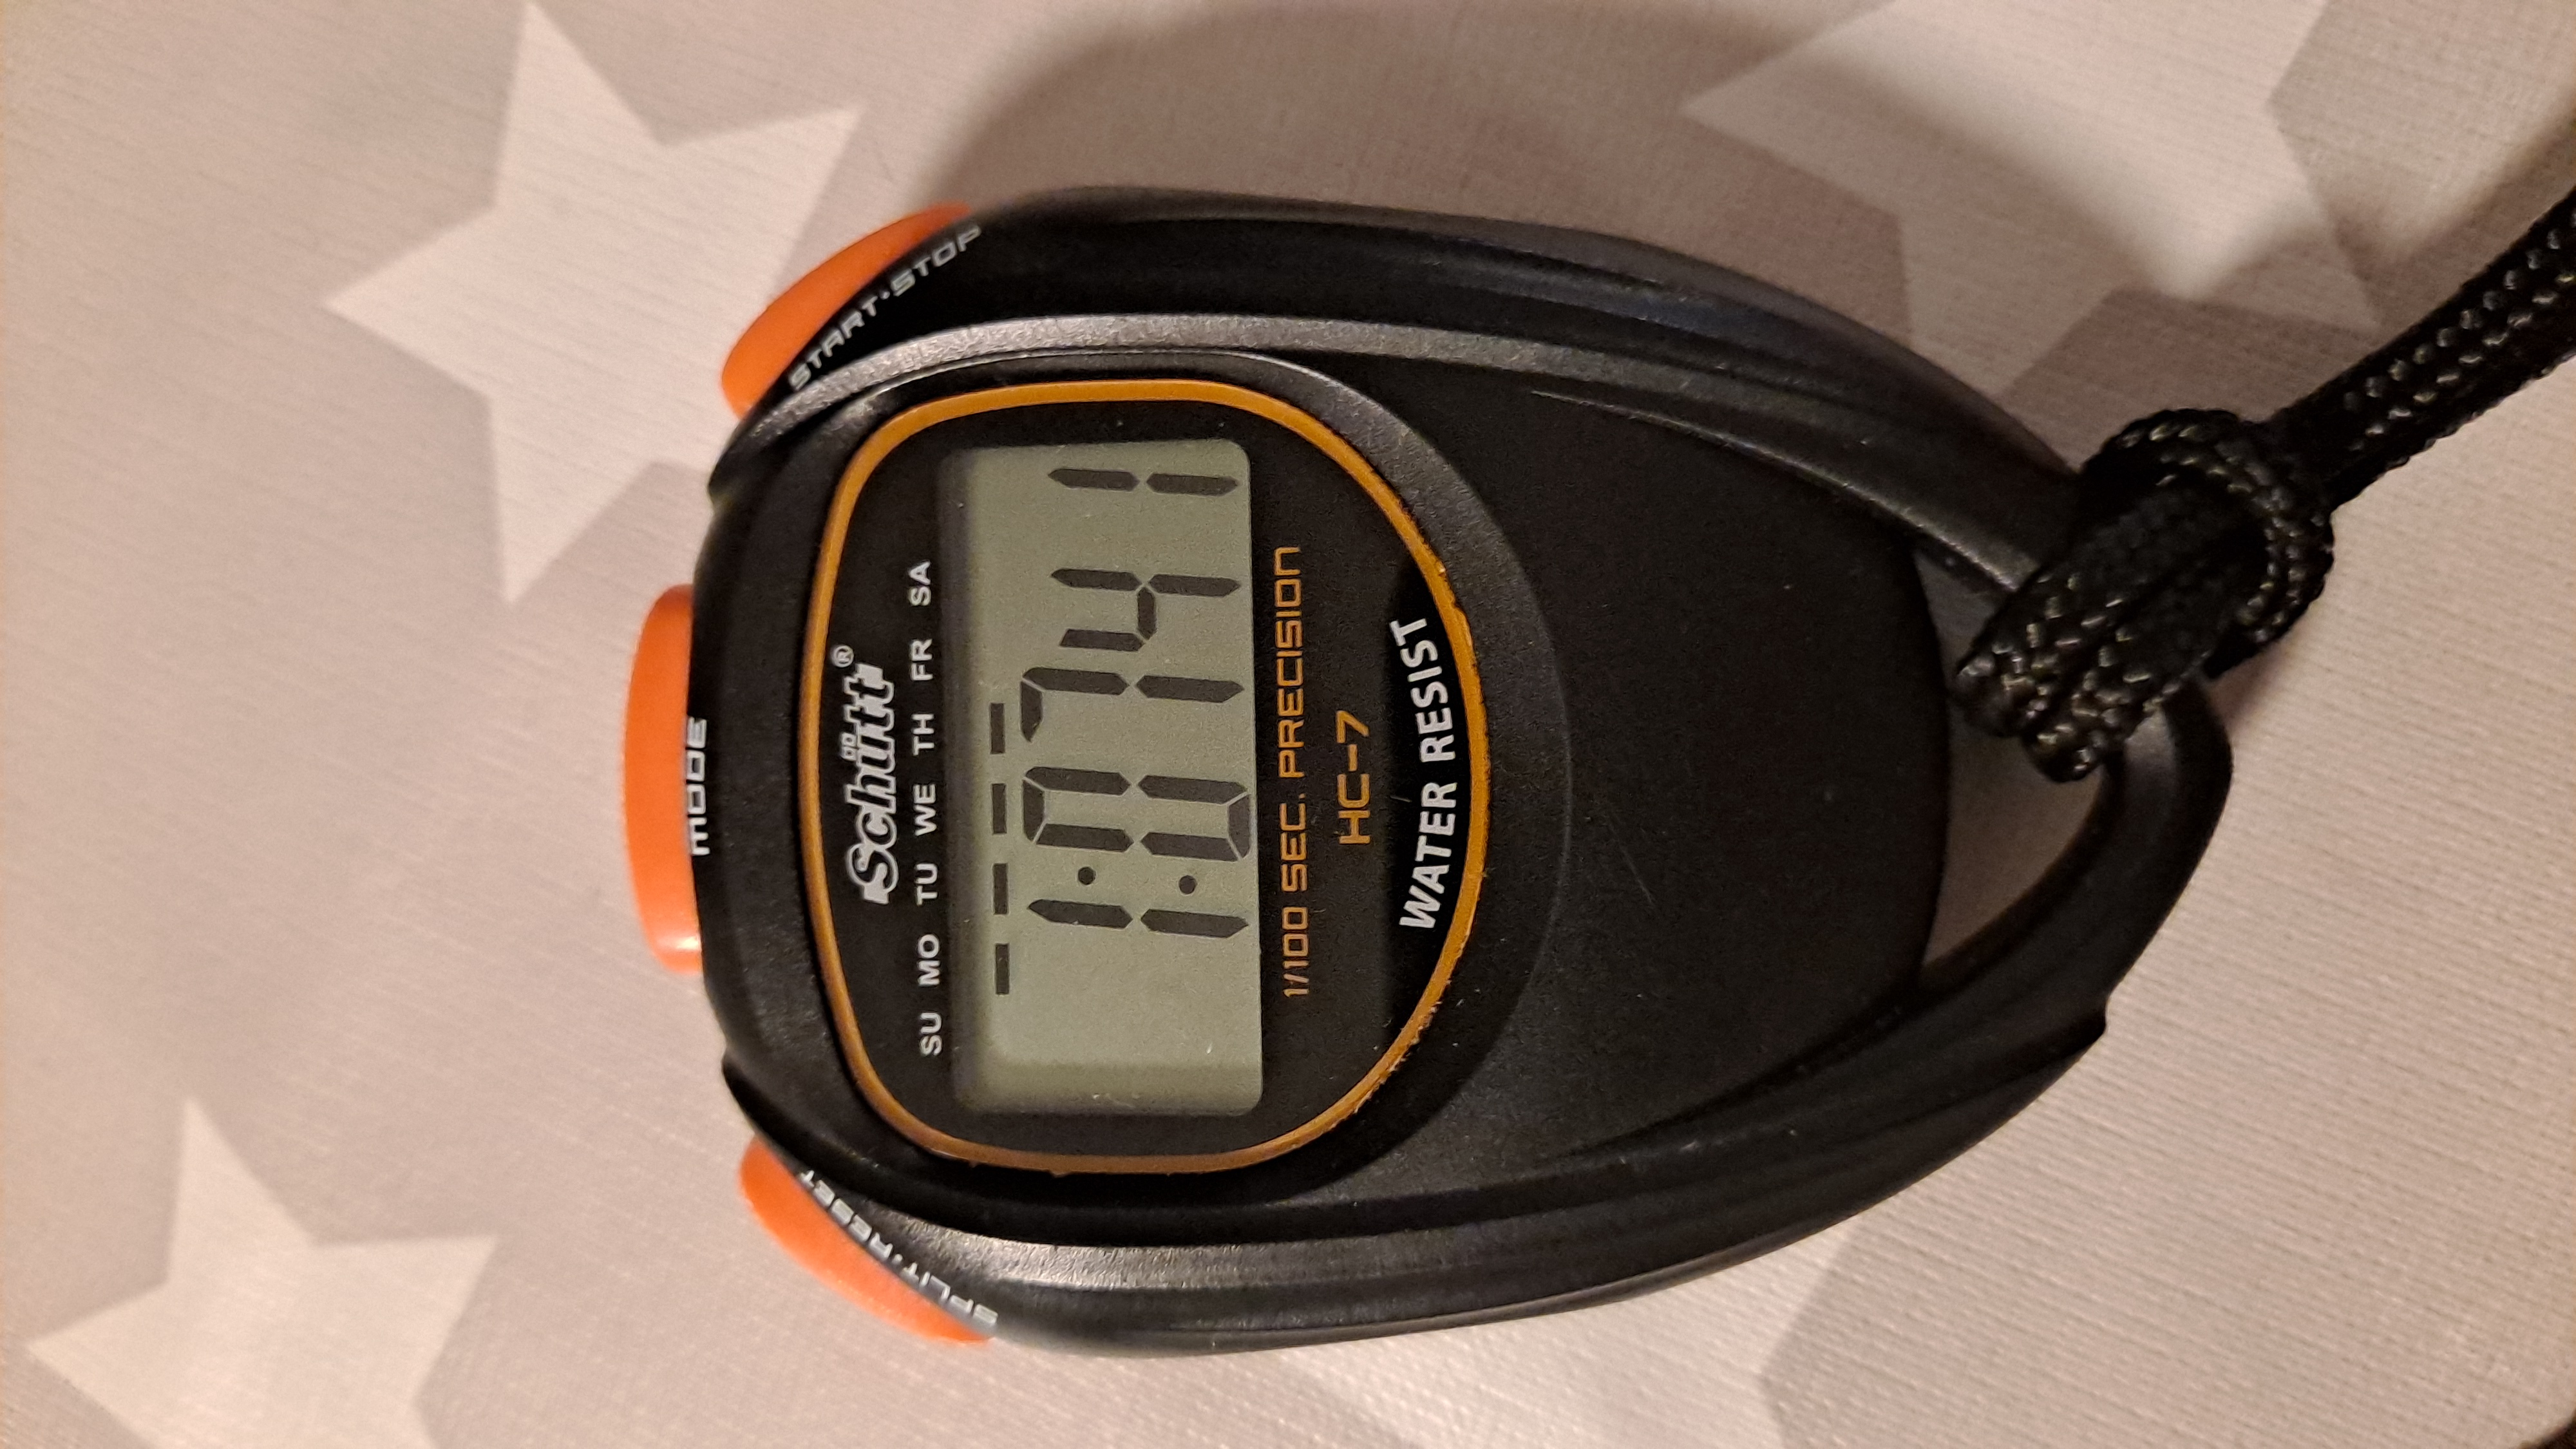 MODE
SPLIT·RESET
START·STOP
Schütt®
SU MO TU WE TH FR SA
1:07 41
1/100 SEC. PRECISION
HC-7
WATER RESIST